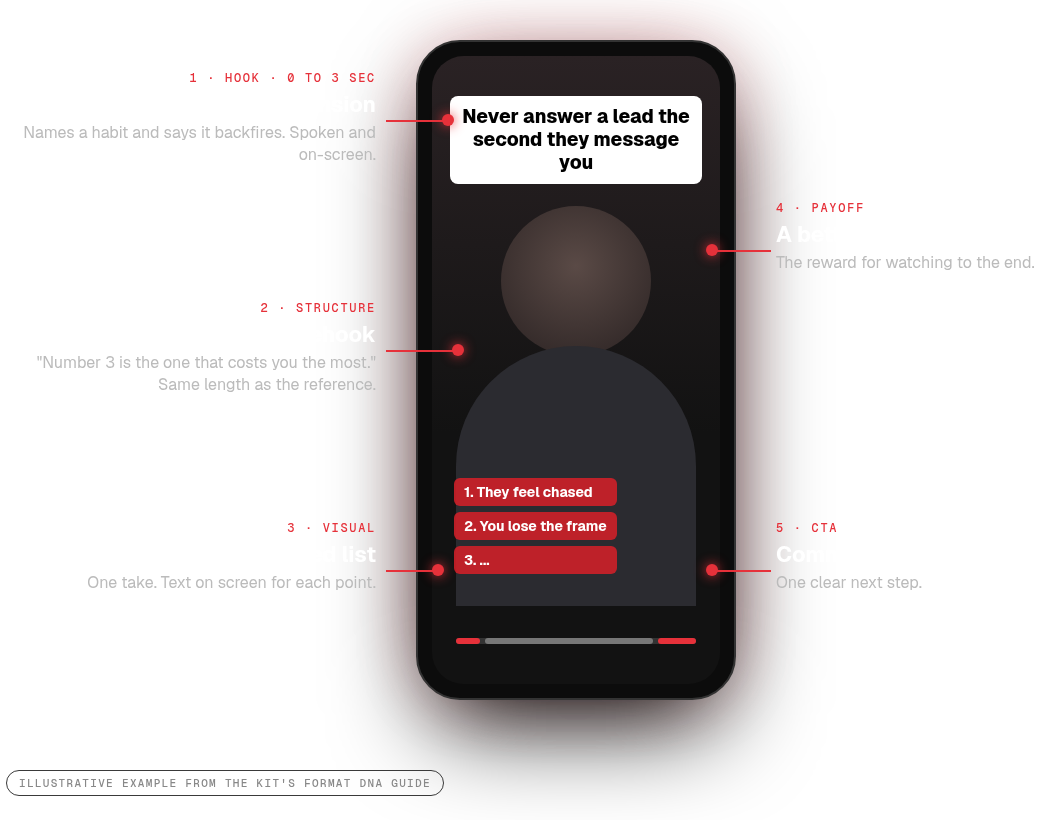 1 · HOOK · 0 TO 3 SEC
Names a habit and says it backfires. Spoken and
on-screen.
Never answer a lead the
second they message
you
4 · PAYOFF
A
The reward for watching to the end.
2 · STRUCTURE
"Number 3 is the one that costs you the most."
Same length as the reference.
1. They feel chased
2. You lose the frame
3. ...
3 · VISUAL
list
One take. Text on screen for each point.
5 · CTA
One clear next step.
ILLUSTRATIVE EXAMPLE FROM THE KIT'S FORMAT DNA GUIDE